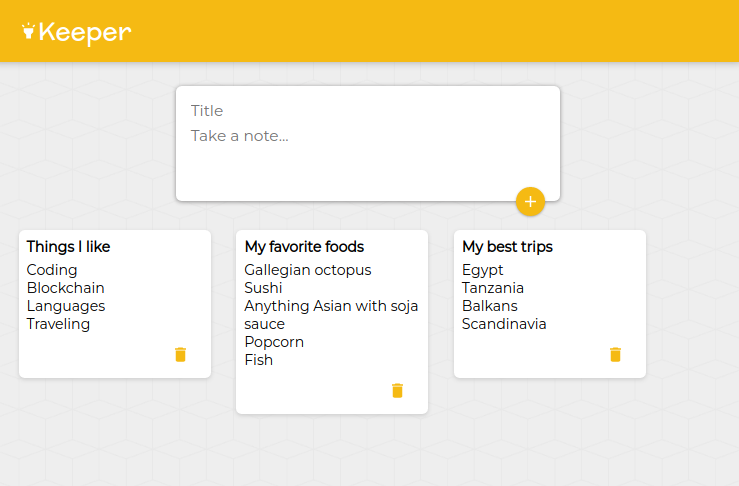 Keeper
Title
Take a note...
+
Things I like
Coding
Blockchain
Languages
Traveling
My favorite foods
Gallegian octopus
Sushi
Anything Asian with soja
sauce
Popcorn
Fish
My best trips
Egypt
Tanzania
Balkans
Scandinavia